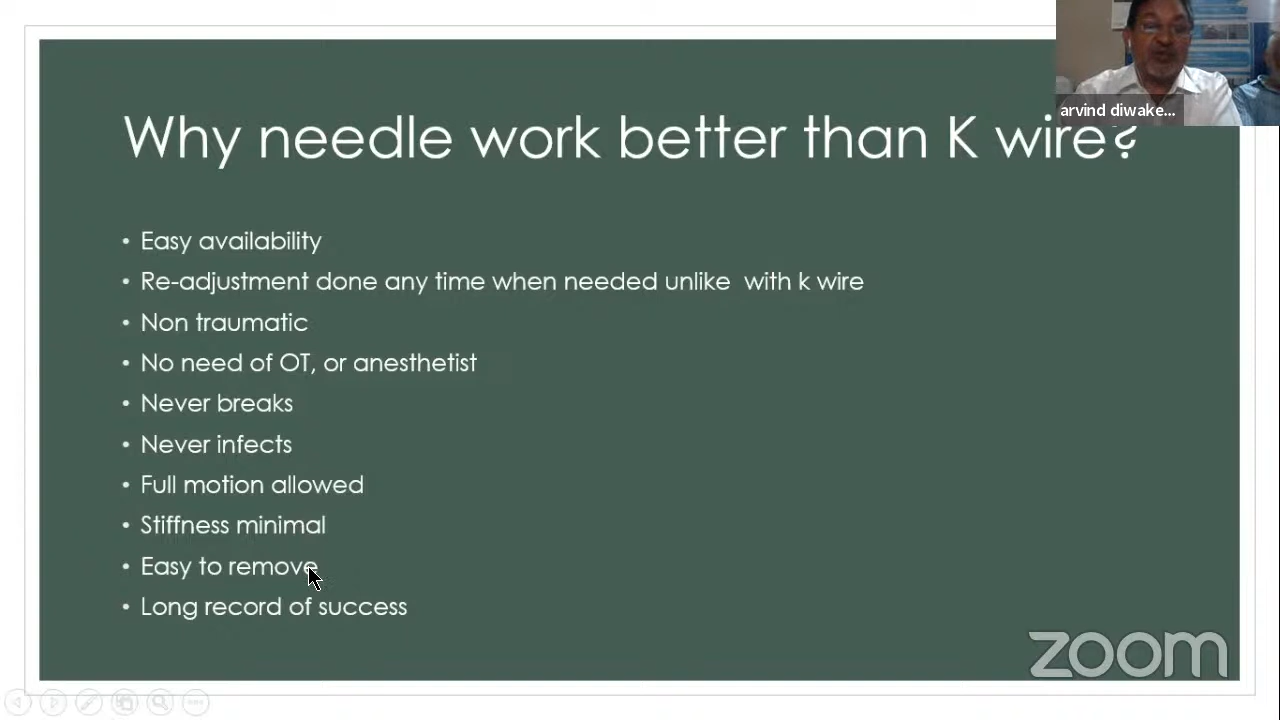 arvind diwake...
Why needle work better than K wire?
• Easy availability
• Re-adjustment done any time when needed unlike  with k wire
• Non traumatic
• No need of OT, or anesthetist
• Never breaks
• Never infects
• Full motion allowed
• Stiffness minimal
• Easy to remove
• Long record of success
zoom